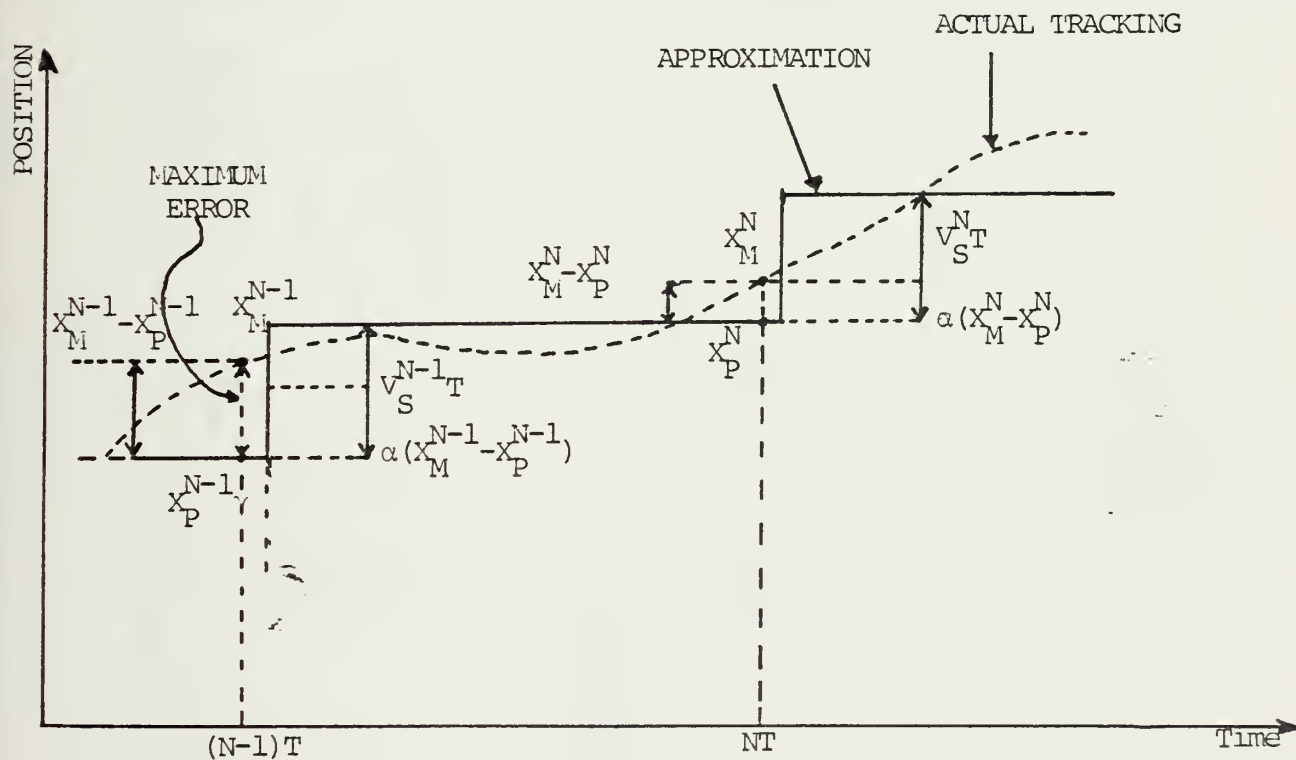 ACTUAL TRACKING
APPROXIMATION
POSITION
MAXIMUM
ERROR
X_M^N
V_S^N T
X_M^N-X_P^N
X_M^{N-1}-X_P^{N-1}
X_M^{N-1}
α(X_M^N-X_P^N)
X_P^N
V_S^{N-1} T
α(X_M^{N-1}-X_P^{N-1})
X_P^{N-1}
(N-1)T
NT
Time